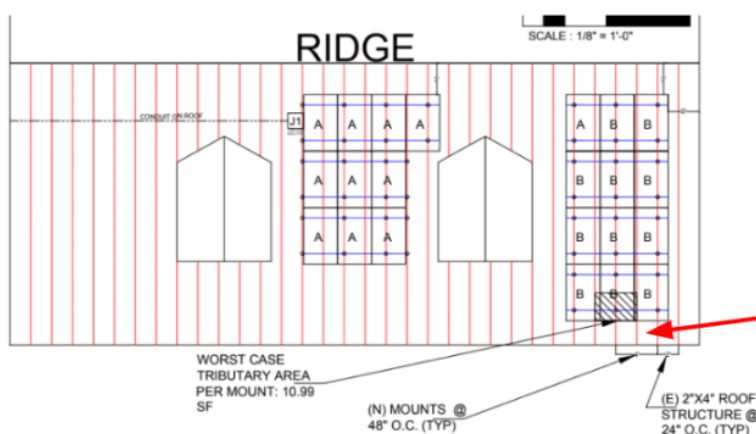 SCALE : 1/8" = 1'-0"
RIDGE
CONDUIT ON ROOF
J1
A A A A
A B B
A A A
B B B
A A A
B B B
B B B
WORST CASE
TRIBUTARY AREA
PER MOUNT: 10.99
SF
(N) MOUNTS @
48" O.C. (TYP)
(E) 2"X4" ROOF
STRUCTURE @
24" O.C. (TYP)